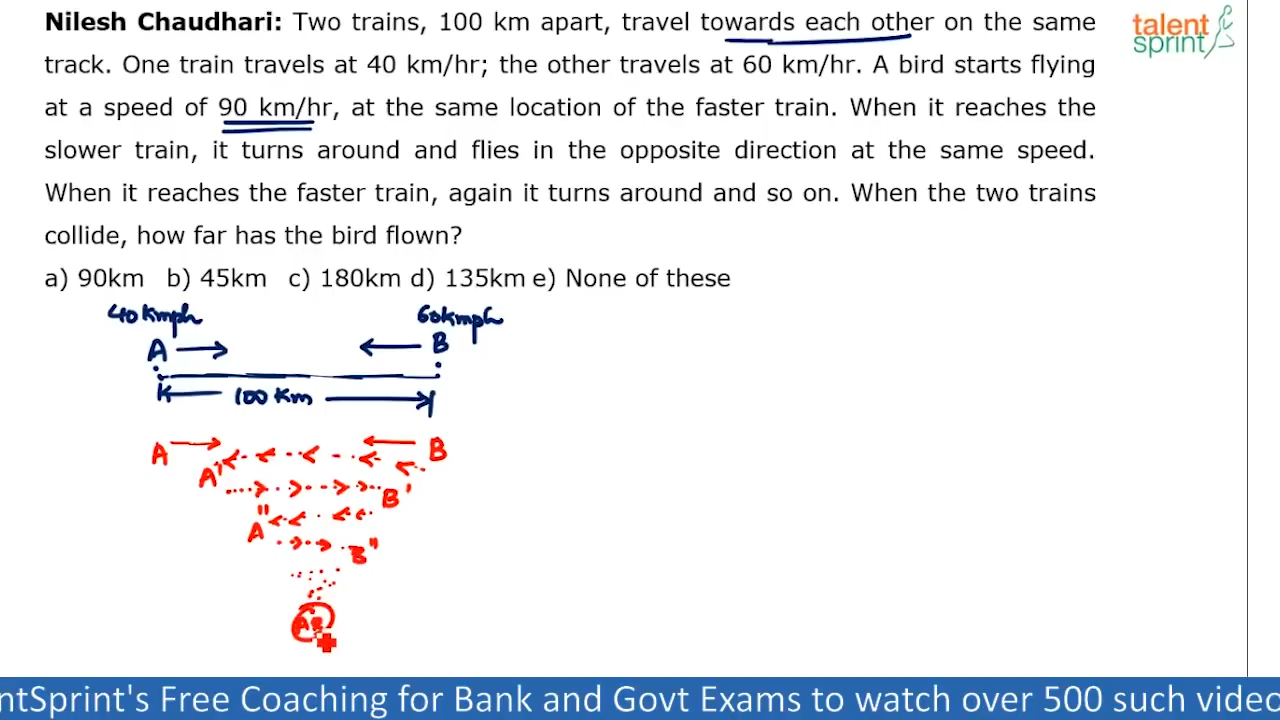 Nilesh Chaudhari: Two trains, 100 km apart, travel towards each other on the same
talent
sprint
track. One train travels at 40 km/hr; the other travels at 60 km/hr. A bird starts flying
at a speed of 90 km/hr, at the same location of the faster train. When it reaches the
slower train, it turns around and flies in the opposite direction at the same speed.
When it reaches the faster train, again it turns around and so on. When the two trains
collide, how far has the bird flown?
a) 90km b) 45km c) 180km d) 135km e) None of these
40 kmph 60kmph
A B
100 Km
A B
A' B'
A"
B"
AB
ntSprint's Free Coaching for Bank and Govt Exams to watch over 500 such video